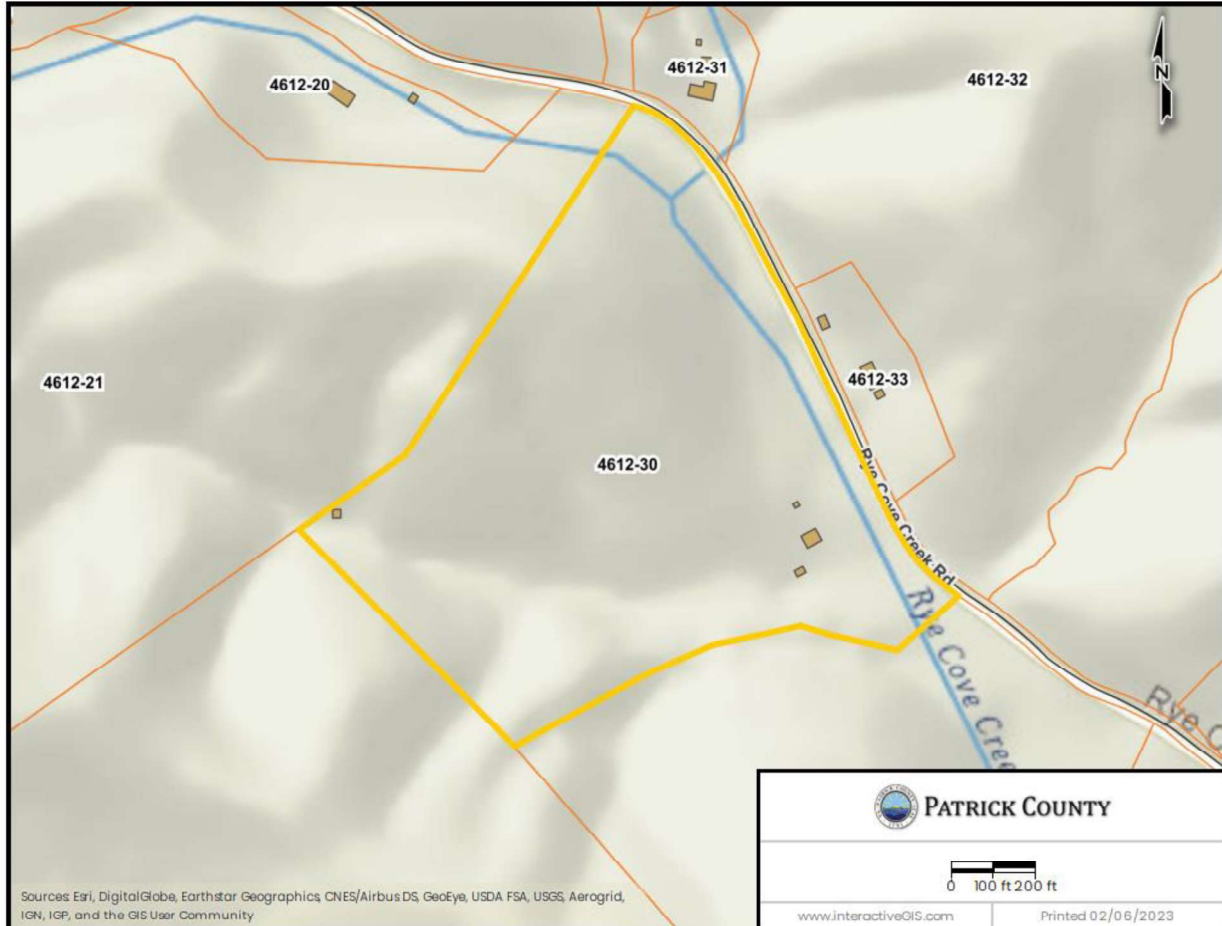 4612-31
4612-32
N
4612-20
4612-21
4612-33
4612-30
Rye Cove Creek Rd
Rye Cove Cree
Rye C
PATRICK COUNTY
0 100 ft 200 ft
Sources: Esri, DigitalGlobe, Earthstar Geographics, CNES/Airbus DS, GeoEye, USDA FSA, USGS, Aerogrid,
IGN, IGP, and the GIS User Community
www.interactiveGIS.com
Printed 02/06/2023